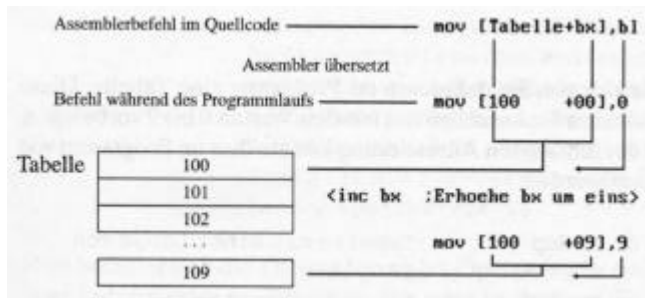 Assemblerbefehl im Quellcode mov [Tabelle+bx],bl
Assembler übersetzt
Befehl während des Programmlaufs mov [100 +00],0
Tabelle 100
101
<inc bx ;Erhoehe bx um eins>
102
mov [100 +09],9
109